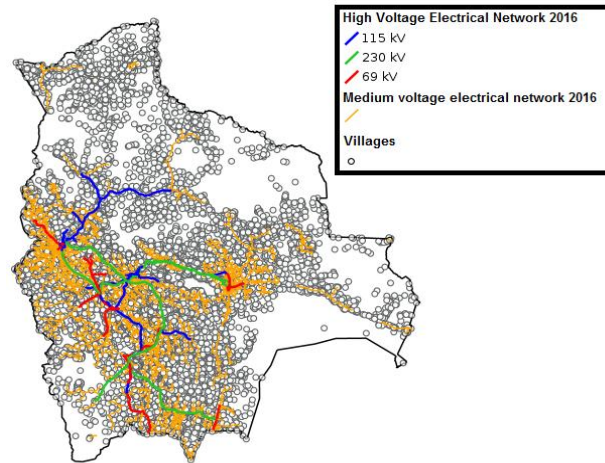 High Voltage Electrical Network 2016
115 kV
230 kV
69 kV
Medium voltage electrical network 2016
Villages